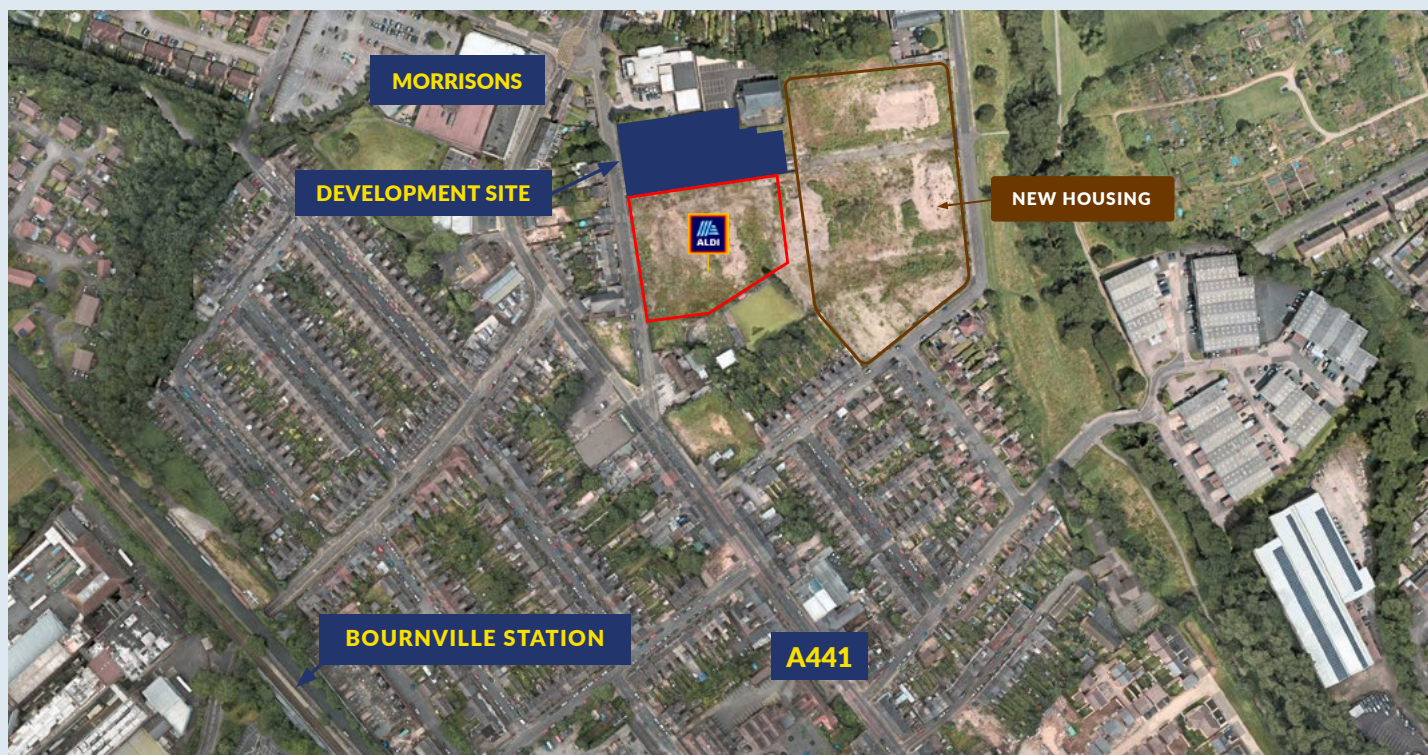 MORRISONS
DEVELOPMENT SITE
NEW HOUSING
ALDI
BOURNVILLE STATION
A441